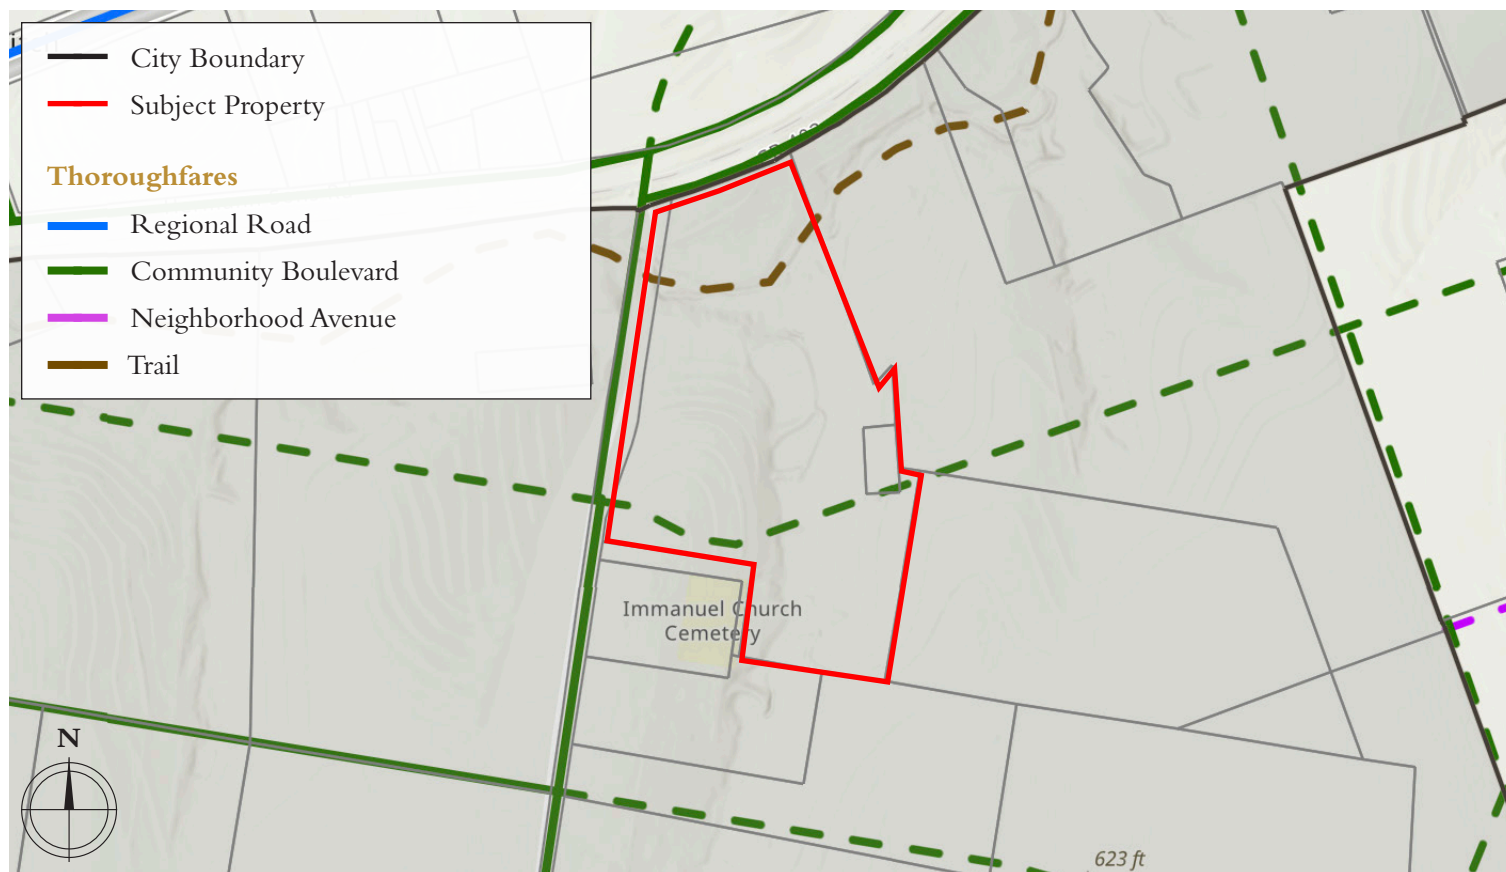 City Boundary
Subject Property
Thoroughfares
Regional Road
Community Boulevard
Neighborhood Avenue
Trail
Immanuel Church
Cemetery
N
623 ft